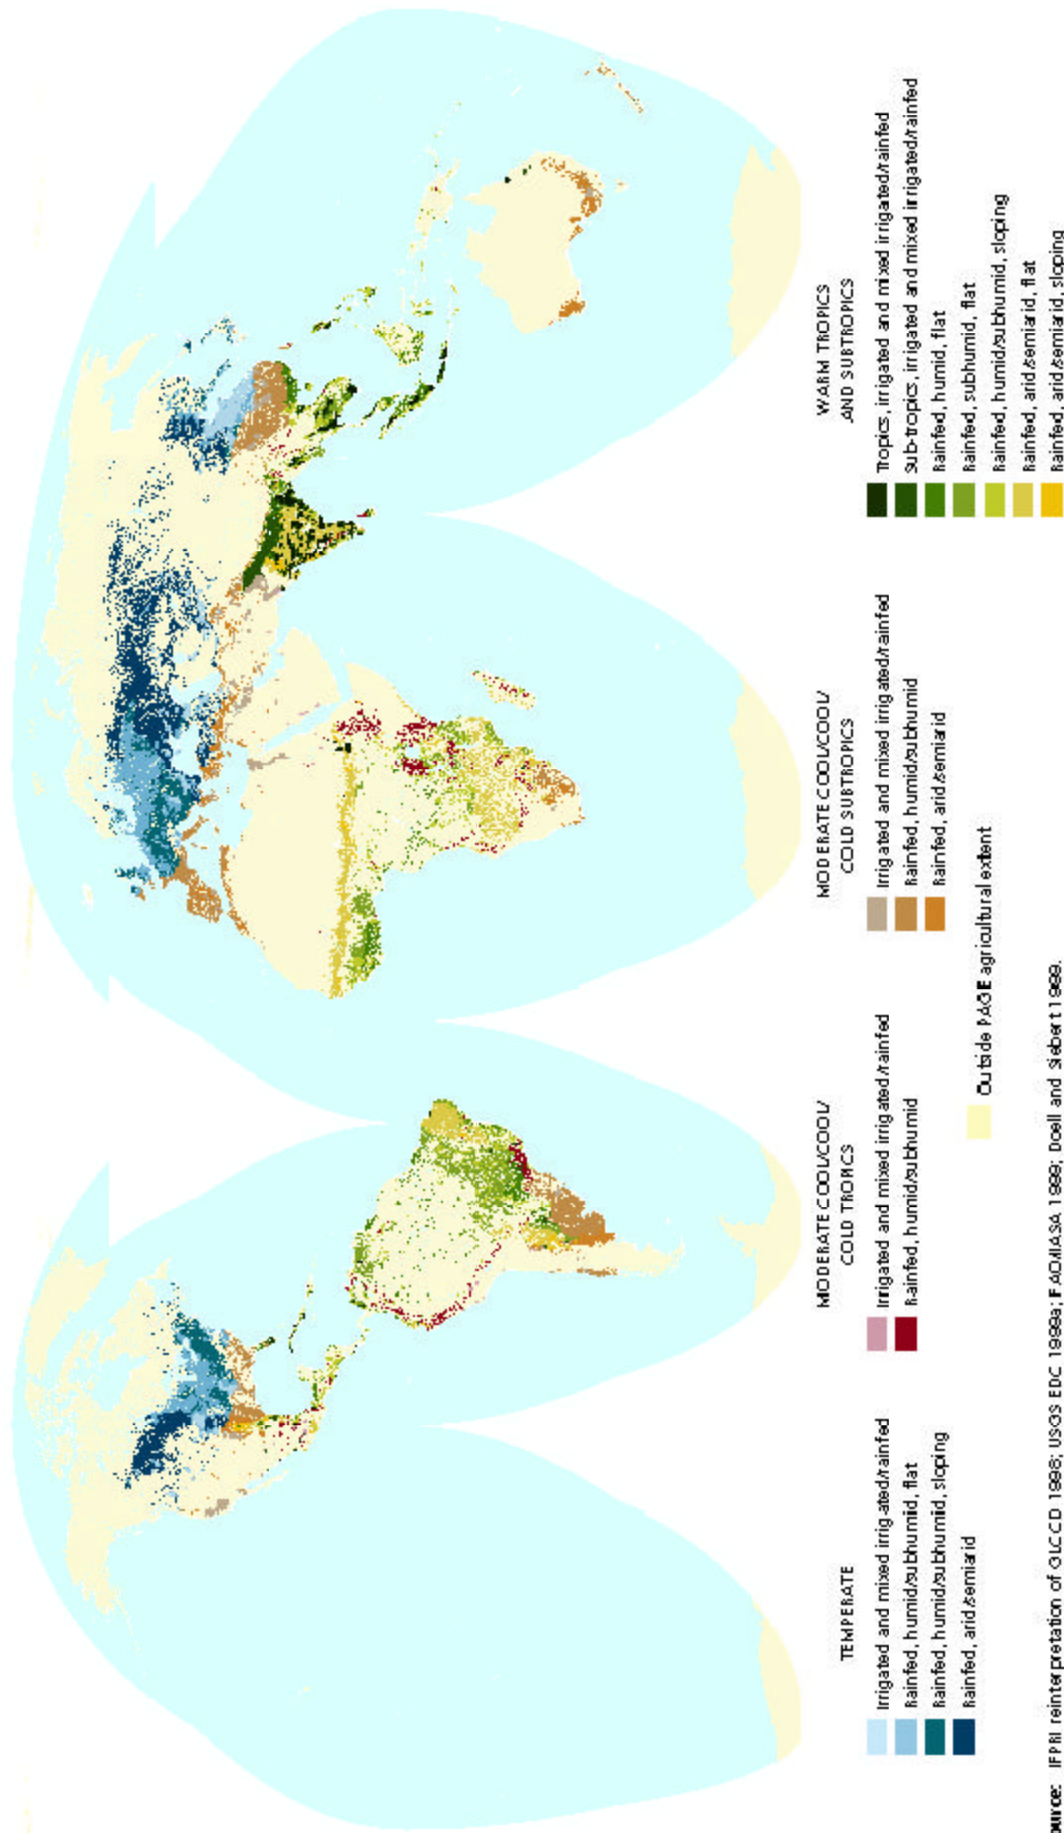 TEMPERATE
Irrigated and mixed irrigated/rainfed
Rainfed, humid/subhumid, flat
Rainfed, humid/subhumid, sloping
Rainfed, arid/semiarid
MODERATE COOL/COOL/
COLD TROPICS
Irrigated and mixed irrigated/rainfed
Rainfed, humid/subhumid
MODERATE COOL/COOL/
COLD SUBTROPICS
Irrigated and mixed irrigated/rainfed
Rainfed, humid/subhumid
Rainfed, arid/semiarid
WARM TROPICS
AND SUBTROPICS
Tropics, irrigated and mixed irrigated/rainfed
Sub-tropics, irrigated and mixed irrigated/rainfed
Rainfed, humid, flat
Rainfed, subhumid, flat
Rainfed, humid/subhumid, sloping
Rainfed, arid/semiarid, flat
Rainfed, arid/semiarid, sloping
Outside PAGE agricultural extent
ource: IFPRI reinterpretation of GLCCD 1998; USGS EDC 1999a; FAO/IIASA 1999; Doell and Siebert 1999.